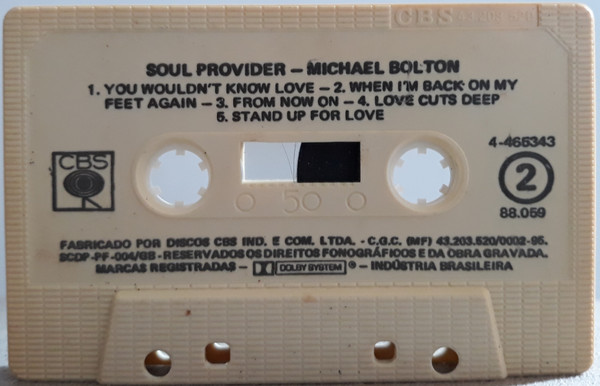 CBS 43.203.520
SOUL PROVIDER – MICHAEL BOLTON
1. YOU WOULDN'T KNOW LOVE – 2. WHEN I'M BACK ON MY
FEET AGAIN – 3. FROM NOW ON – 4. LOVE CUTS DEEP
5. STAND UP FOR LOVE
CBS
4-465343
2
88.059
50
FABRICADO POR DISCOS CBS IND. E COM. LTDA. - C.G.C. (MF) 43.203.520/0002-95.
SCDP-PF-004/GB - RESERVADOS OS DIREITOS FONOGRÁFICOS E DA OBRA GRAVADA.
MARCAS REGISTRADAS – DOLBY SYSTEM ® – INDÚSTRIA BRASILEIRA